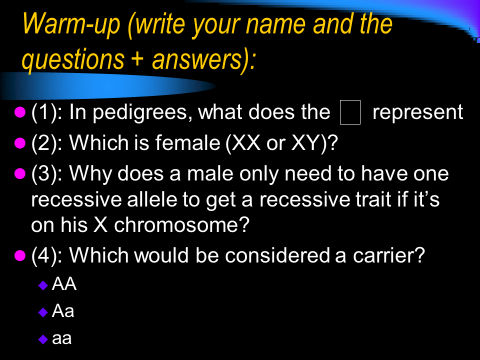 Warm-up (write your name and the
questions + answers):
(1): In pedigrees, what does the represent
(2): Which is female (XX or XY)?
(3): Why does a male only need to have one
recessive allele to get a recessive trait if it's
on his X chromosome?
(4): Which would be considered a carrier?
AA
Aa
aa